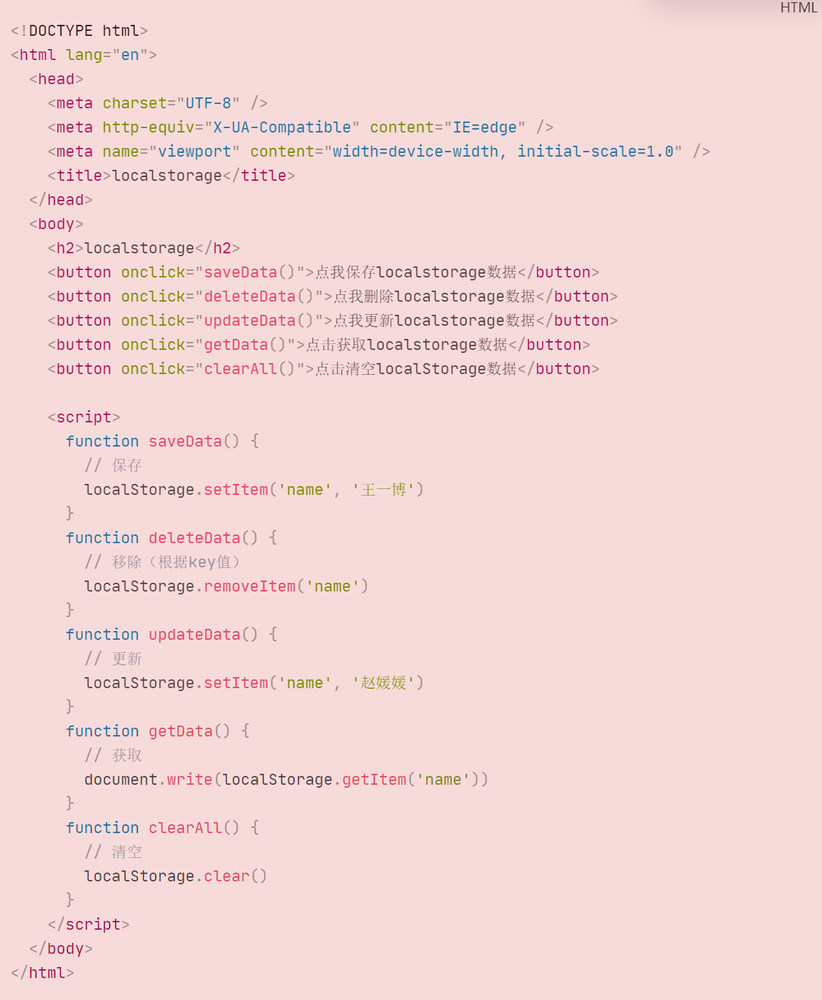 HTML
<!DOCTYPE html>
<html lang="en">
  <head>
    <meta charset="UTF-8" />
    <meta http-equiv="X-UA-Compatible" content="IE=edge" />
    <meta name="viewport" content="width=device-width, initial-scale=1.0" />
    <title>localstorage</title>
  </head>
  <body>
    <h2>localstorage</h2>
    <button onclick="saveData()">点我保存localstorage数据</button>
    <button onclick="deleteData()">点我删除localstorage数据</button>
    <button onclick="updateData()">点我更新localstorage数据</button>
    <button onclick="getData()">点击获取localstorage数据</button>
    <button onclick="clearAll()">点击清空localStorage数据</button>

    <script>
      function saveData() {
        // 保存
        localStorage.setItem('name', '王一博')
      }
      function deleteData() {
        // 移除（根据key值）
        localStorage.removeItem('name')
      }
      function updateData() {
        // 更新
        localStorage.setItem('name', '赵媛媛')
      }
      function getData() {
        // 获取
        document.write(localStorage.getItem('name'))
      }
      function clearAll() {
        // 清空
        localStorage.clear()
      }
    </script>
  </body>
</html>